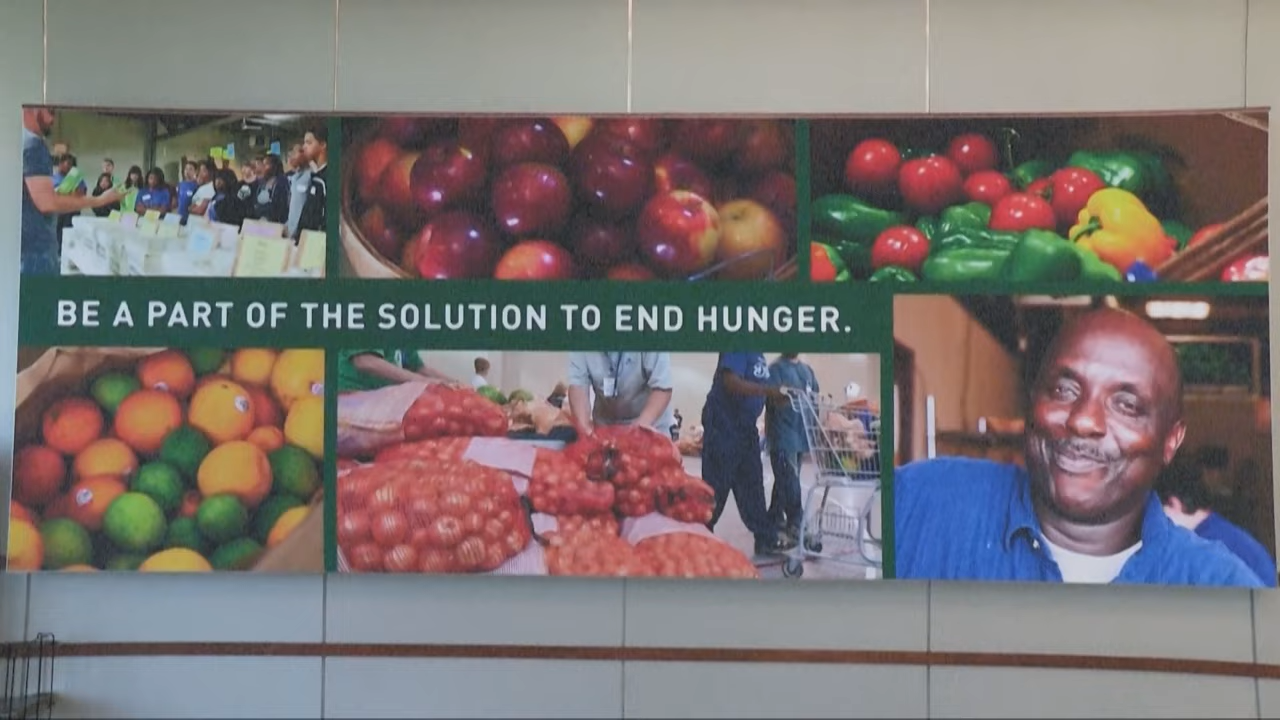 BE A PART OF THE SOLUTION TO END HUNGER.